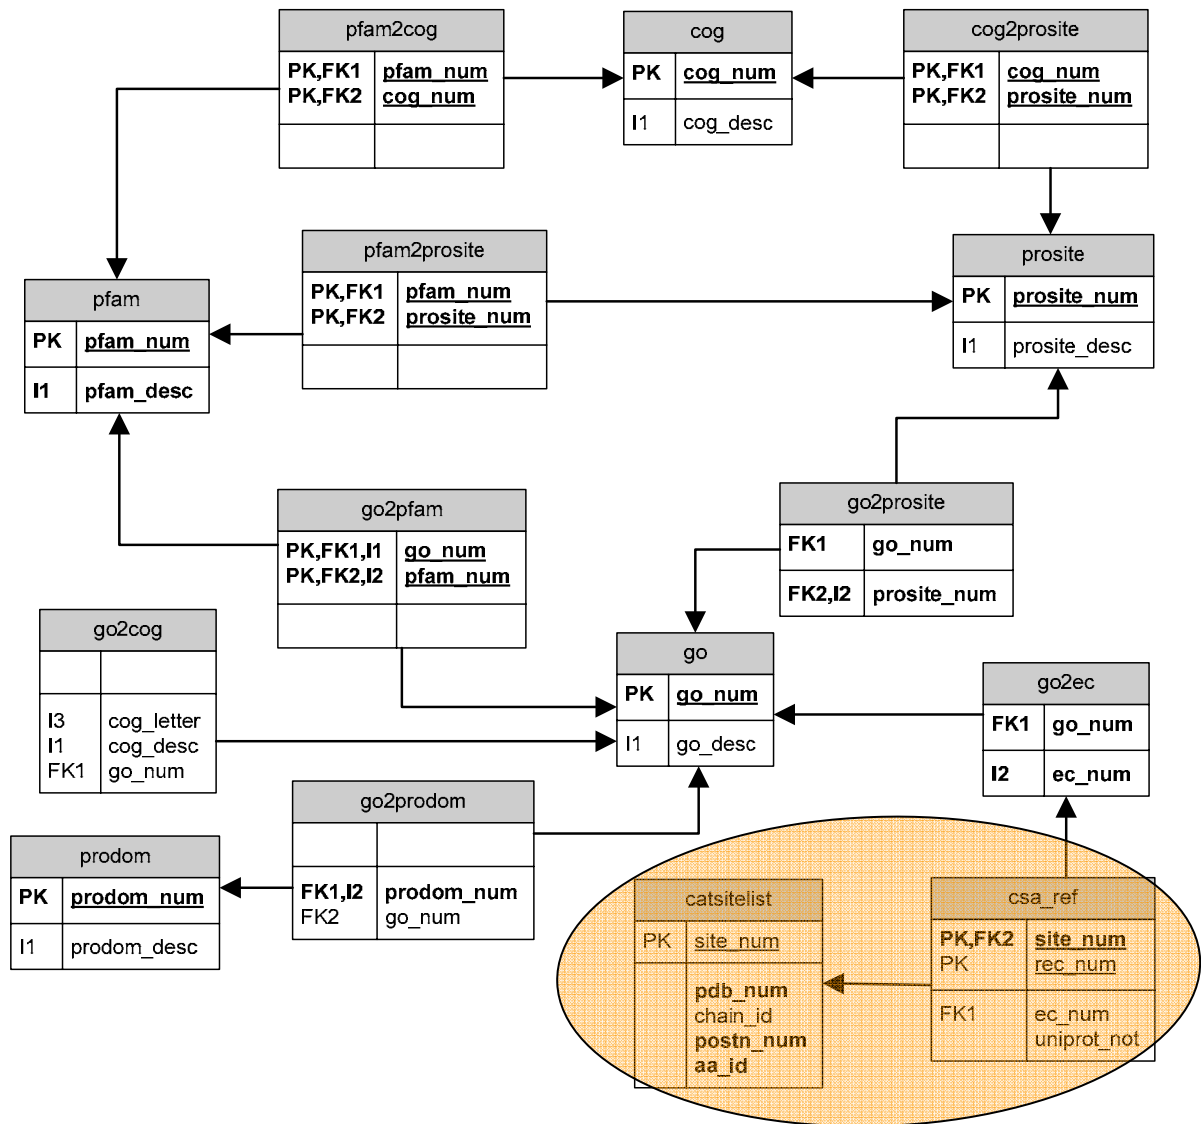 pfam2cog
PK,FK1 pfam_num
PK,FK2 cog_num
cog
PK cog_num
I1 cog_desc
cog2prosite
PK,FK1 cog_num
PK,FK2 prosite_num
pfam2prosite
PK,FK1 pfam_num
PK,FK2 prosite_num
prosite
PK prosite_num
I1 prosite_desc
pfam
PK pfam_num
I1 pfam_desc
go2pfam
PK,FK1,I1 go_num
PK,FK2,I2 pfam_num
go2prosite
FK1 go_num
FK2,I2 prosite_num
go2cog
I3 cog_letter
I1 cog_desc
FK1 go_num
go
PK go_num
I1 go_desc
go2ec
FK1 go_num
I2 ec_num
go2prodom
FK1,I2 prodom_num
FK2 go_num
prodom
PK prodom_num
I1 prodom_desc
catsitelist
PK site_num
pdb_num
chain_id
postn_num
aa_id
csa_ref
PK,FK2 site_num
PK rec_num
FK1 ec_num
uniprot_not